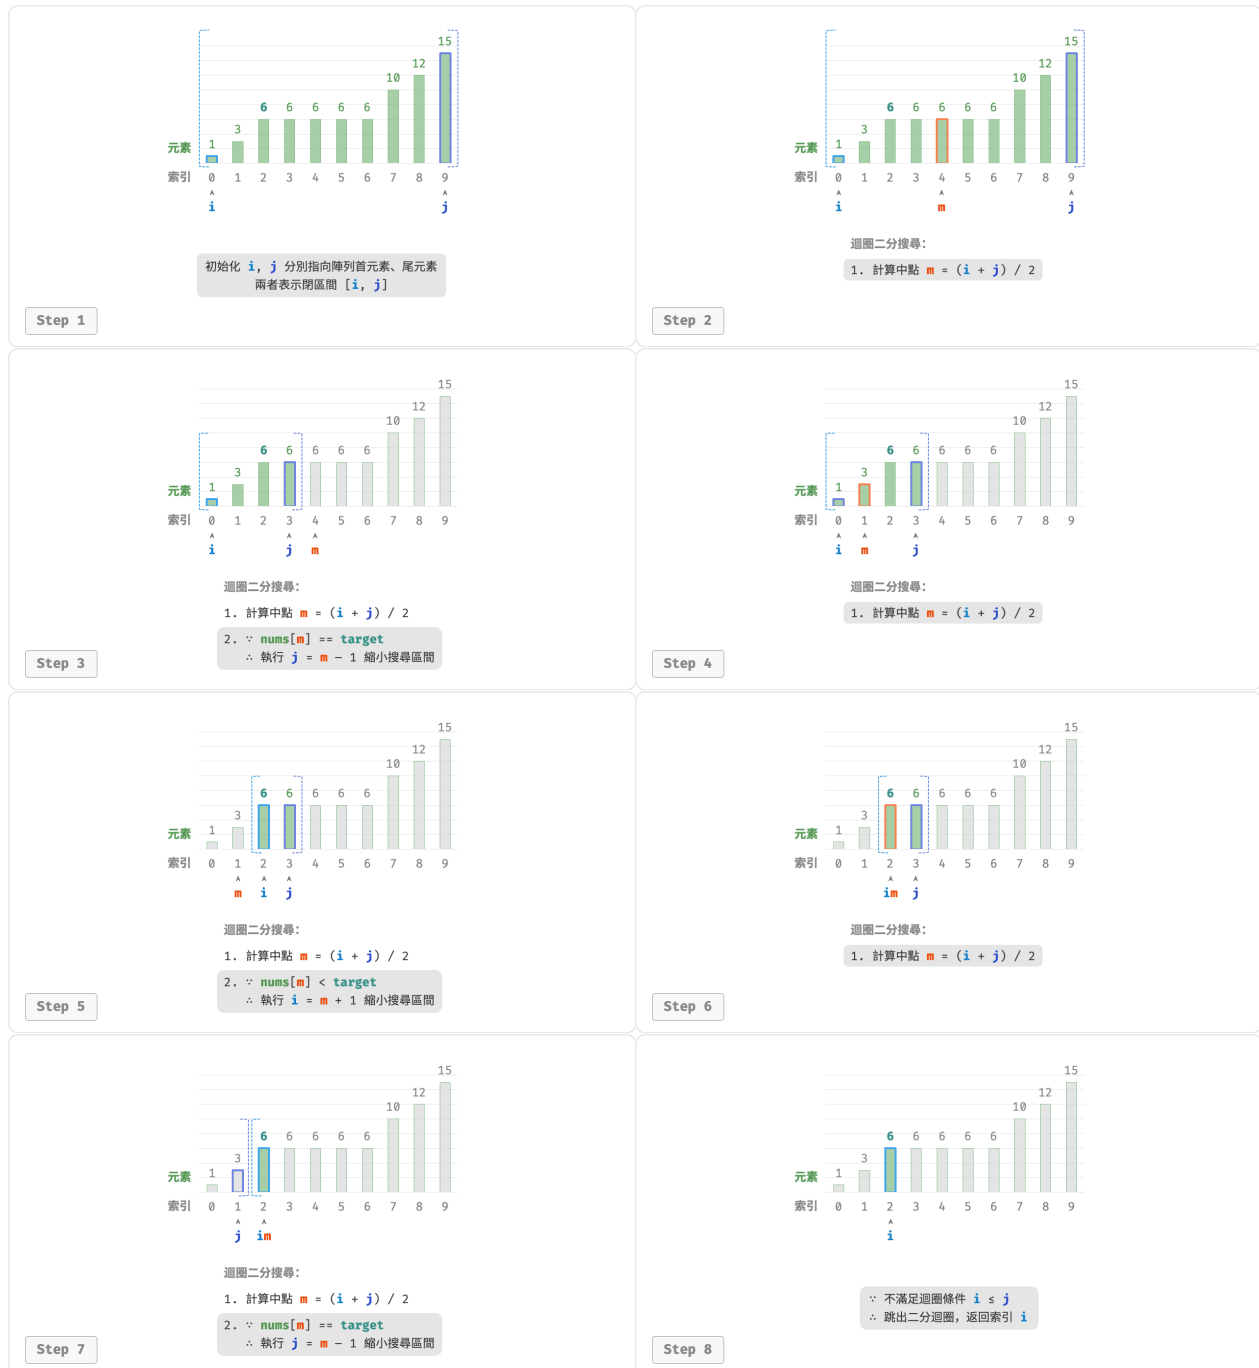 15
12
10
6 6 6 6 6
3
1
元素
索引 0 1 2 3 4 5 6 7 8 9
i j
初始化 i, j 分別指向陣列首元素、尾元素
兩者表示閉區間 [i, j]
Step 1
15
12
10
6 6 6 6 6
3
1
元素
索引 0 1 2 3 4 5 6 7 8 9
i m j
迴圈二分搜尋:
1. 計算中點 m = (i + j) / 2
Step 2
15
12
10
6 6 6 6 6
3
1
元素
索引 0 1 2 3 4 5 6 7 8 9
i j m
迴圈二分搜尋:
1. 計算中點 m = (i + j) / 2
2. ∵ nums[m] == target
∴ 執行 j = m − 1 縮小搜尋區間
Step 3
15
12
10
6 6 6 6 6
3
1
元素
索引 0 1 2 3 4 5 6 7 8 9
i m j
迴圈二分搜尋:
1. 計算中點 m = (i + j) / 2
Step 4
15
12
10
6 6 6 6 6
3
1
元素
索引 0 1 2 3 4 5 6 7 8 9
m i j
迴圈二分搜尋:
1. 計算中點 m = (i + j) / 2
2. ∵ nums[m] < target
∴ 執行 i = m + 1 縮小搜尋區間
Step 5
15
12
10
6 6 6 6 6
3
1
元素
索引 0 1 2 3 4 5 6 7 8 9
im j
迴圈二分搜尋:
1. 計算中點 m = (i + j) / 2
Step 6
15
12
10
6 6 6 6 6
3
1
元素
索引 0 1 2 3 4 5 6 7 8 9
j im
迴圈二分搜尋:
1. 計算中點 m = (i + j) / 2
2. ∵ nums[m] == target
∴ 執行 j = m − 1 縮小搜尋區間
Step 7
15
12
10
6 6 6 6 6
3
1
元素
索引 0 1 2 3 4 5 6 7 8 9
i
∵ 不滿足迴圈條件 i ≤ j
∴ 跳出二分迴圈，返回索引 i
Step 8